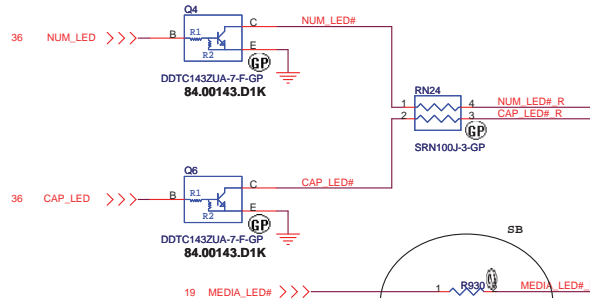 Q4
36 NUM_LED B R1 R2 C NUM_LED#
E
GP
DDTC143ZUA-7-F-GP
84.00143.D1K
RN24
1 4 NUM_LED#_R
2 3 CAP_LED#_R
GP
SRN100J-3-GP
Q6
36 CAP_LED B R1 R2 C CAP_LED#
E
GP
DDTC143ZUA-7-F-GP
84.00143.D1K
SB
19 MEDIA_LED# 1 R930 MEDIA_LED#_